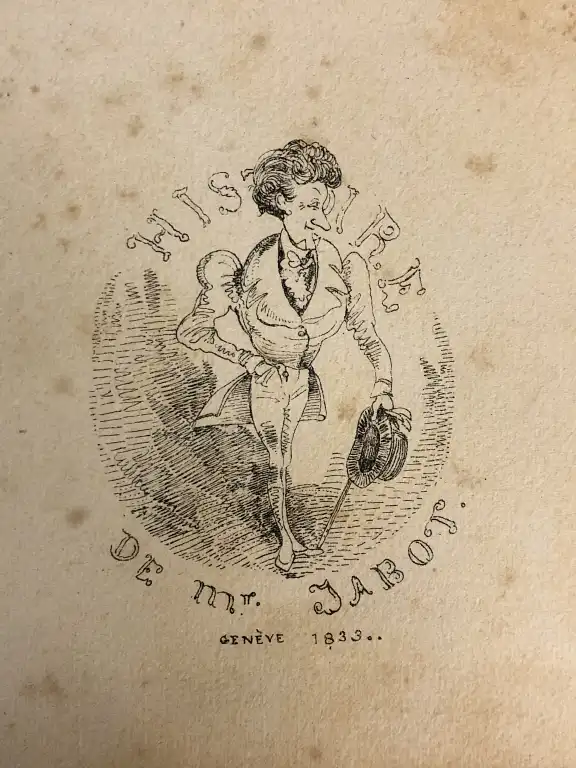 HISTOIRE
DE Mr. JABOT.
GENÈVE 1833..